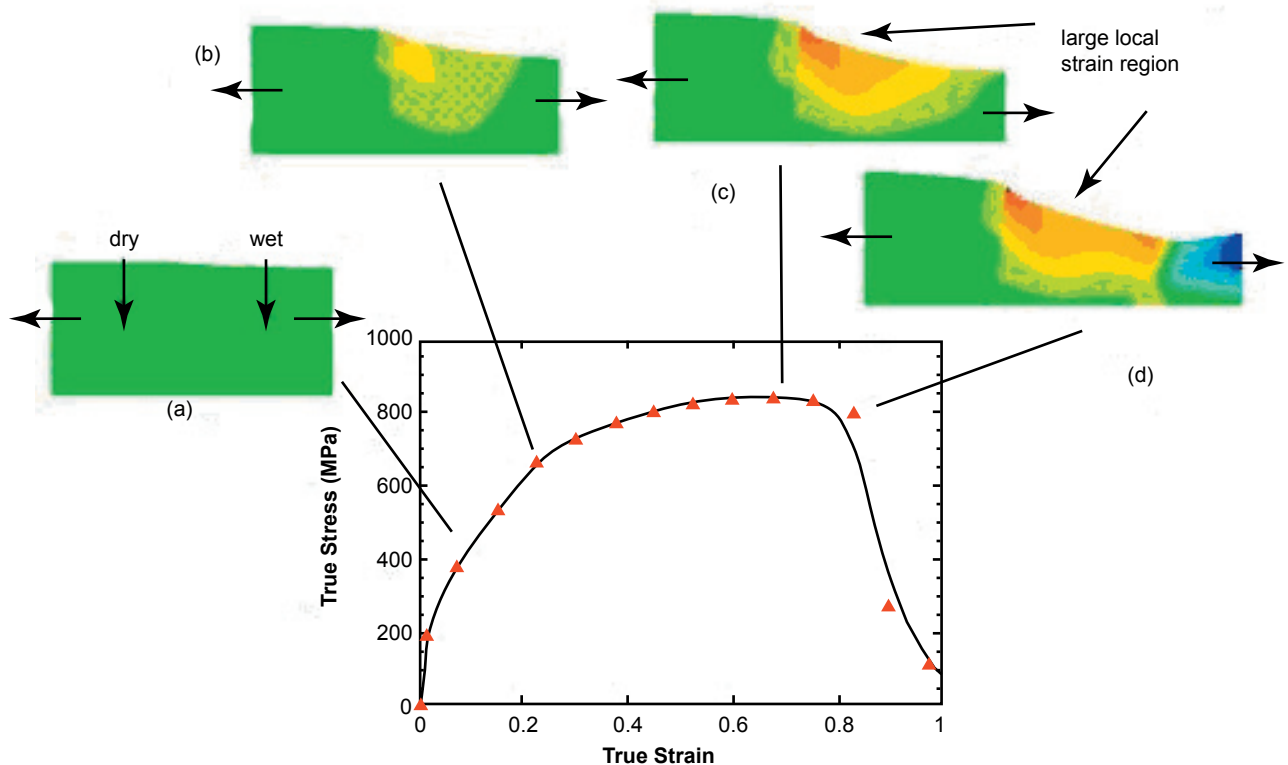 (b)
large local
strain region
(c)
dry
wet
(a)
(d)
1000
800
600
400
200
0
True Stress (MPa)
0
0.2
0.4
0.6
0.8
1
True Strain